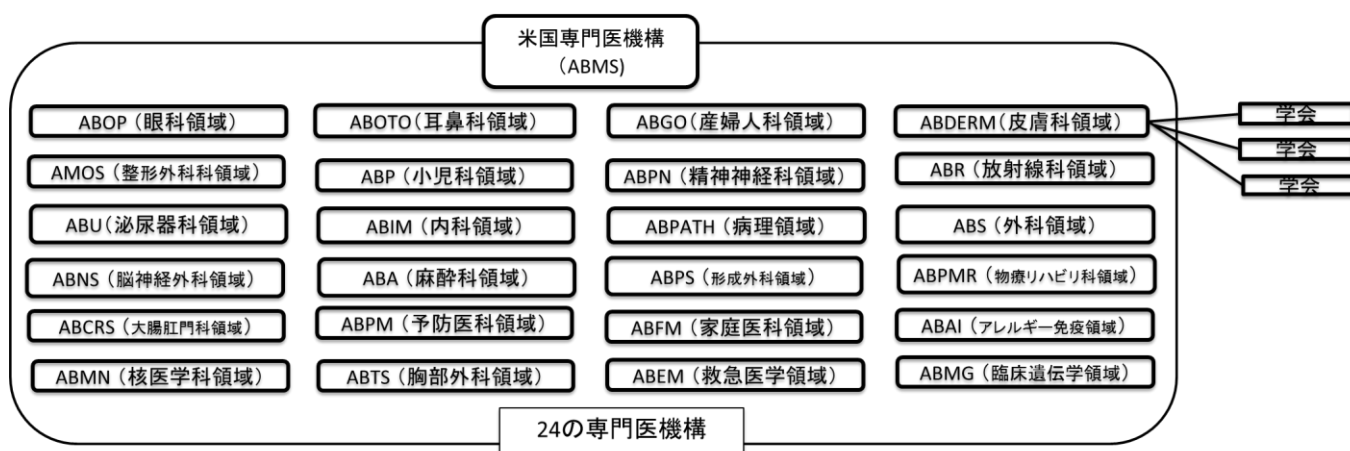 米国専門医機構
（ABMS)
ABOP（眼科領域）
ABOTO（耳鼻科領域）
ABGO（産婦人科領域）
ABDERM（皮膚科領域）
学会
学会
学会
AMOS（整形外科科領域）
ABP（小児科領域）
ABPN（精神神経科領域）
ABR（放射線科領域）
ABU（泌尿器科領域）
ABIM（内科領域）
ABPATH（病理領域）
ABS（外科領域）
ABNS（脳神経外科領域）
ABA（麻酔科領域）
ABPS（形成外科領域）
ABPMR（物療リハビリ科領域）
ABCRS（大腸肛門科領域）
ABPM（予防医科領域）
ABFM（家庭医科領域）
ABAI（アレルギー免疫領域）
ABMN（核医学科領域）
ABTS（胸部外科領域）
ABEM（救急医学領域）
ABMG（臨床遺伝学領域）
24の専門医機構